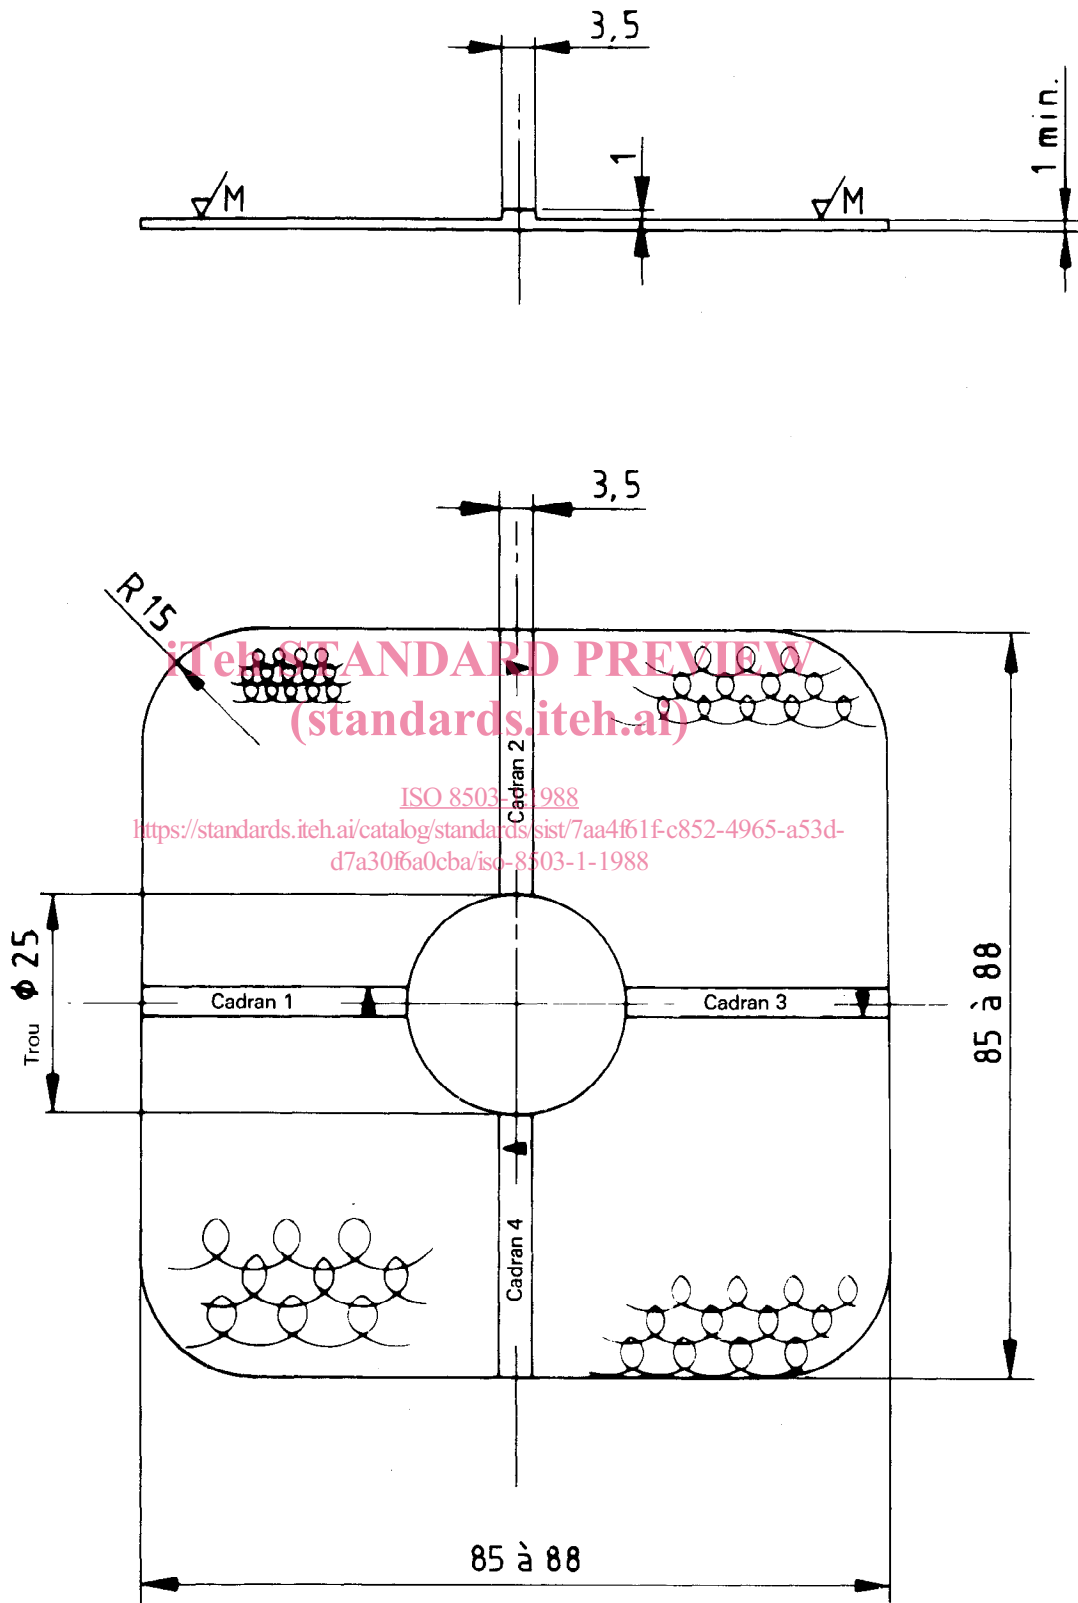 3,5
1
1 min.
M
M
3,5
R 15
iTeh STANDARD PREVIEW
(standards.iteh.ai)
Cadran 2
ISO 8503-1:1988
https://standards.iteh.ai/catalog/standards/sist/7aa4f61f-c852-4965-a53d-
d7a30f6a0cba/iso-8503-1-1988
Trou ϕ 25
Cadran 1
Cadran 3
85 à 88
Cadran 4
85 à 88